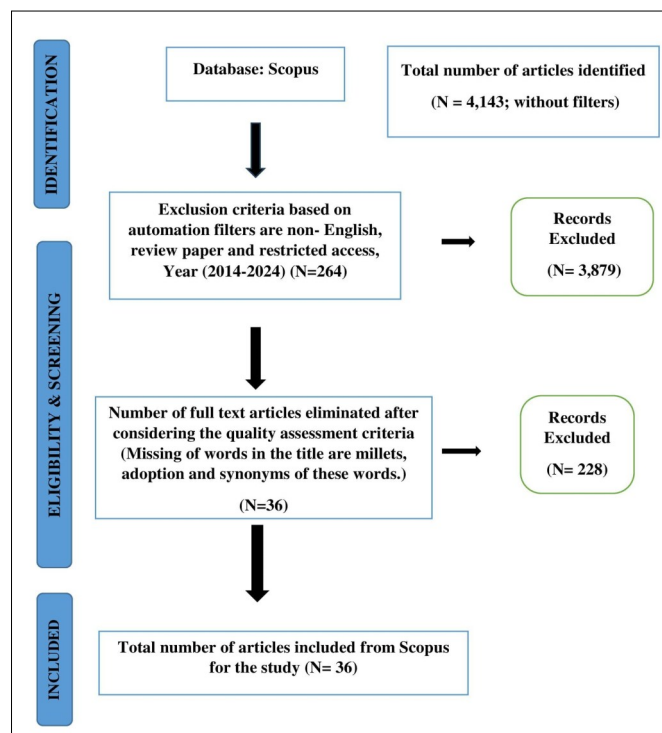 IDENTIFICATION
Database: Scopus
Total number of articles identified
(N = 4,143; without filters)
Exclusion criteria based on
automation filters are non- English,
review paper and restricted access,
Year (2014-2024) (N=264)
Records
Excluded
(N= 3,879)
ELIGIBILITY & SCREENING
Number of full text articles eliminated after
considering the quality assessment criteria
(Missing of words in the title are millets,
adoption and synonyms of these words.)
(N=36)
Records
Excluded
(N= 228)
INCLUDED
Total number of articles included from Scopus
for the study (N= 36)